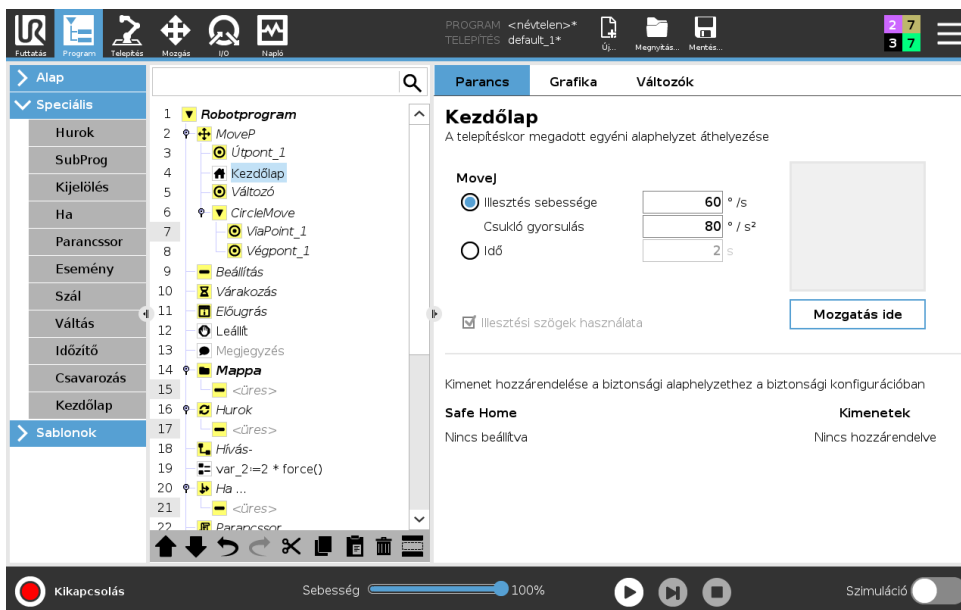 PROGRAM <névtelen>*
TELEPÍTÉS default_1*
Futtatás Program Telepítés Mozgás I/O Napló Új... Megnyitás... Mentés...
2 7
3 7
Alap
Speciális
Hurok
SubProg
Kijelölés
Ha
Parancssor
Esemény
Szál
Váltás
Időzítő
Csavarozás
Kezdőlap
Sablonok
1 Robotprogram
2 MoveP
3 Útpont_1
4 Kezdőlap
5 Változó
6 CircleMove
7 ViaPoint_1
8 Végpont_1
9 Beállítás
10 Várakozás
11 Előugrás
12 Leállít
13 Megjegyzés
14 Mappa
15 <üres>
16 Hurok
17 <üres>
18 Hívás-
19 var_2:=2 * force()
20 Ha ...
21 <üres>
22 Parancssor
Parancs Grafika Változók
Kezdőlap
A telepítéskor megadott egyéni alaphelyzet áthelyezése
MoveJ
Illesztés sebessége 60 ° /s
Csukló gyorsulás 80 ° / s²
Idő 2 s
Mozgatás ide
Illesztési szögek használata
Kimenet hozzárendelése a biztonsági alaphelyzethez a biztonsági konfigurációban
Safe Home Kimenetek
Nincs beállítva Nincs hozzárendelve
Kikapcsolás Sebesség 100% Szimuláció